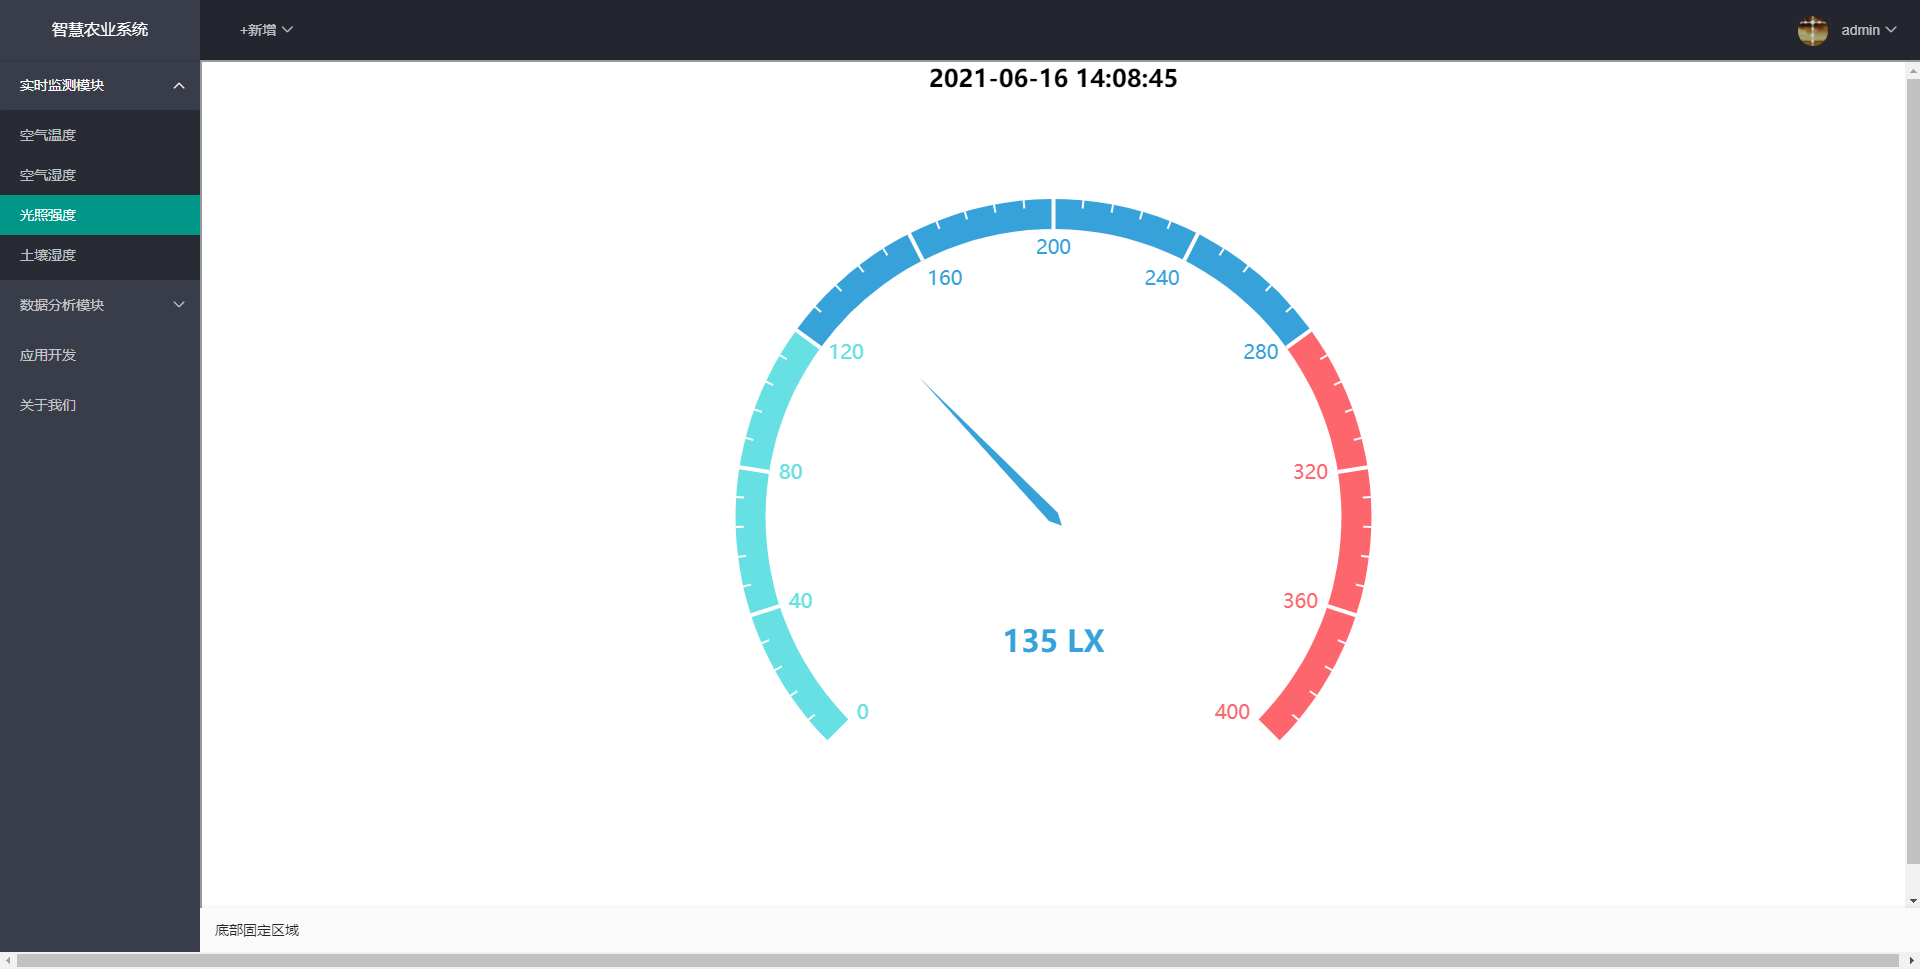 智慧农业系统
+新增
admin
实时监测模块
空气温度
空气湿度
光照强度
土壤湿度
数据分析模块
应用开发
关于我们
2021-06-16 14:08:45
200
160
240
120
280
80
320
40
360
135 LX
0
400
底部固定区域